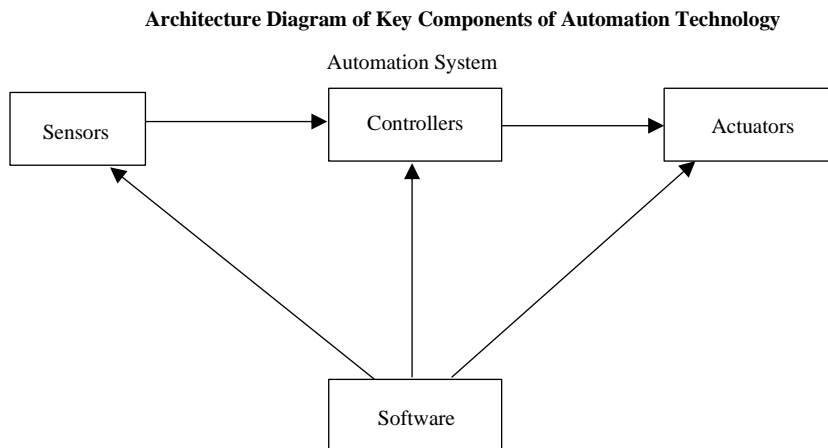 Architecture Diagram of Key Components of Automation Technology
Automation System
Sensors
Controllers
Actuators
Software